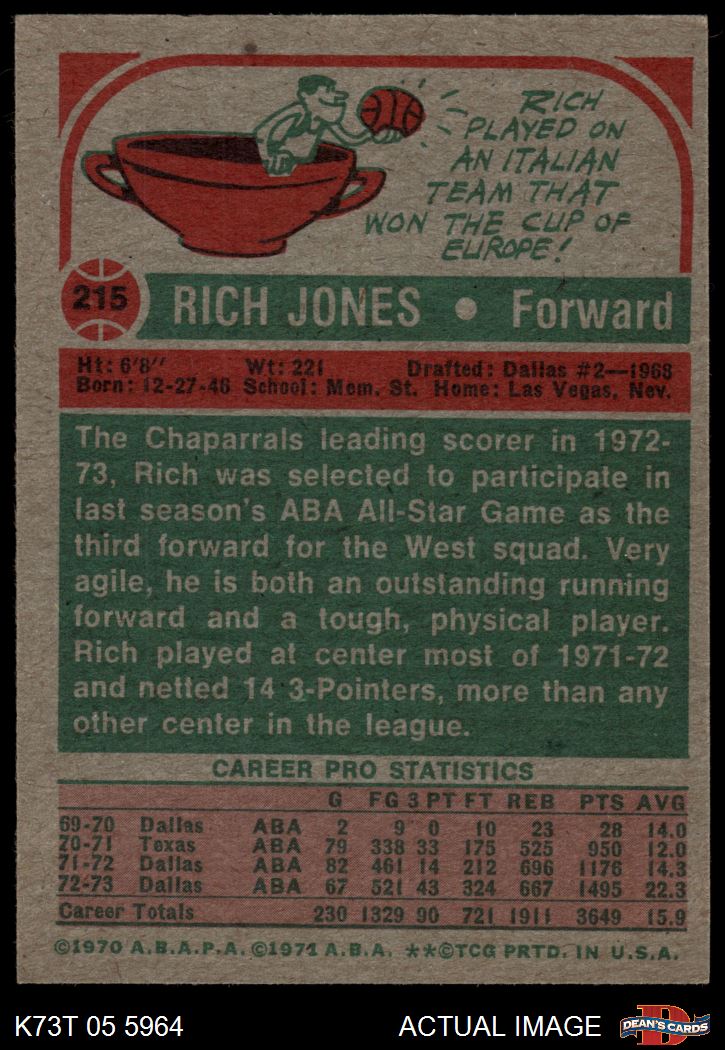 RICH
PLAYED ON
AN ITALIAN
TEAM THAT
WON THE CUP OF
EUROPE!
215 RICH JONES • Forward
Ht: 6'8" Wt: 221 Drafted: Dallas #2—1968
Born: 12-27-46 School: Mem. St. Home: Las Vegas, Nev.
The Chaparrals leading scorer in 1972-
73, Rich was selected to participate in
last season's ABA All-Star Game as the
third forward for the West squad. Very
agile, he is both an outstanding running
forward and a tough, physical player.
Rich played at center most of 1971-72
and netted 14 3-Pointers, more than any
other center in the league.
CAREER PRO STATISTICS
G FG 3 PT FT REB PTS AVG
69-70 Dallas ABA 2 9 0 10 23 28 14.0
70-71 Texas ABA 79 338 33 175 525 950 12.0
71-72 Dallas ABA 82 461 14 212 696 1176 14.3
72-73 Dallas ABA 67 521 43 324 667 1495 22.3
Career Totals 230 1329 90 721 1911 3649 15.9
©1970 A.B.A.P.A. ©1971 A.B.A. **©TCG PRTD. IN U.S.A.
K73T 05 5964 ACTUAL IMAGE DEAN'S CARDS